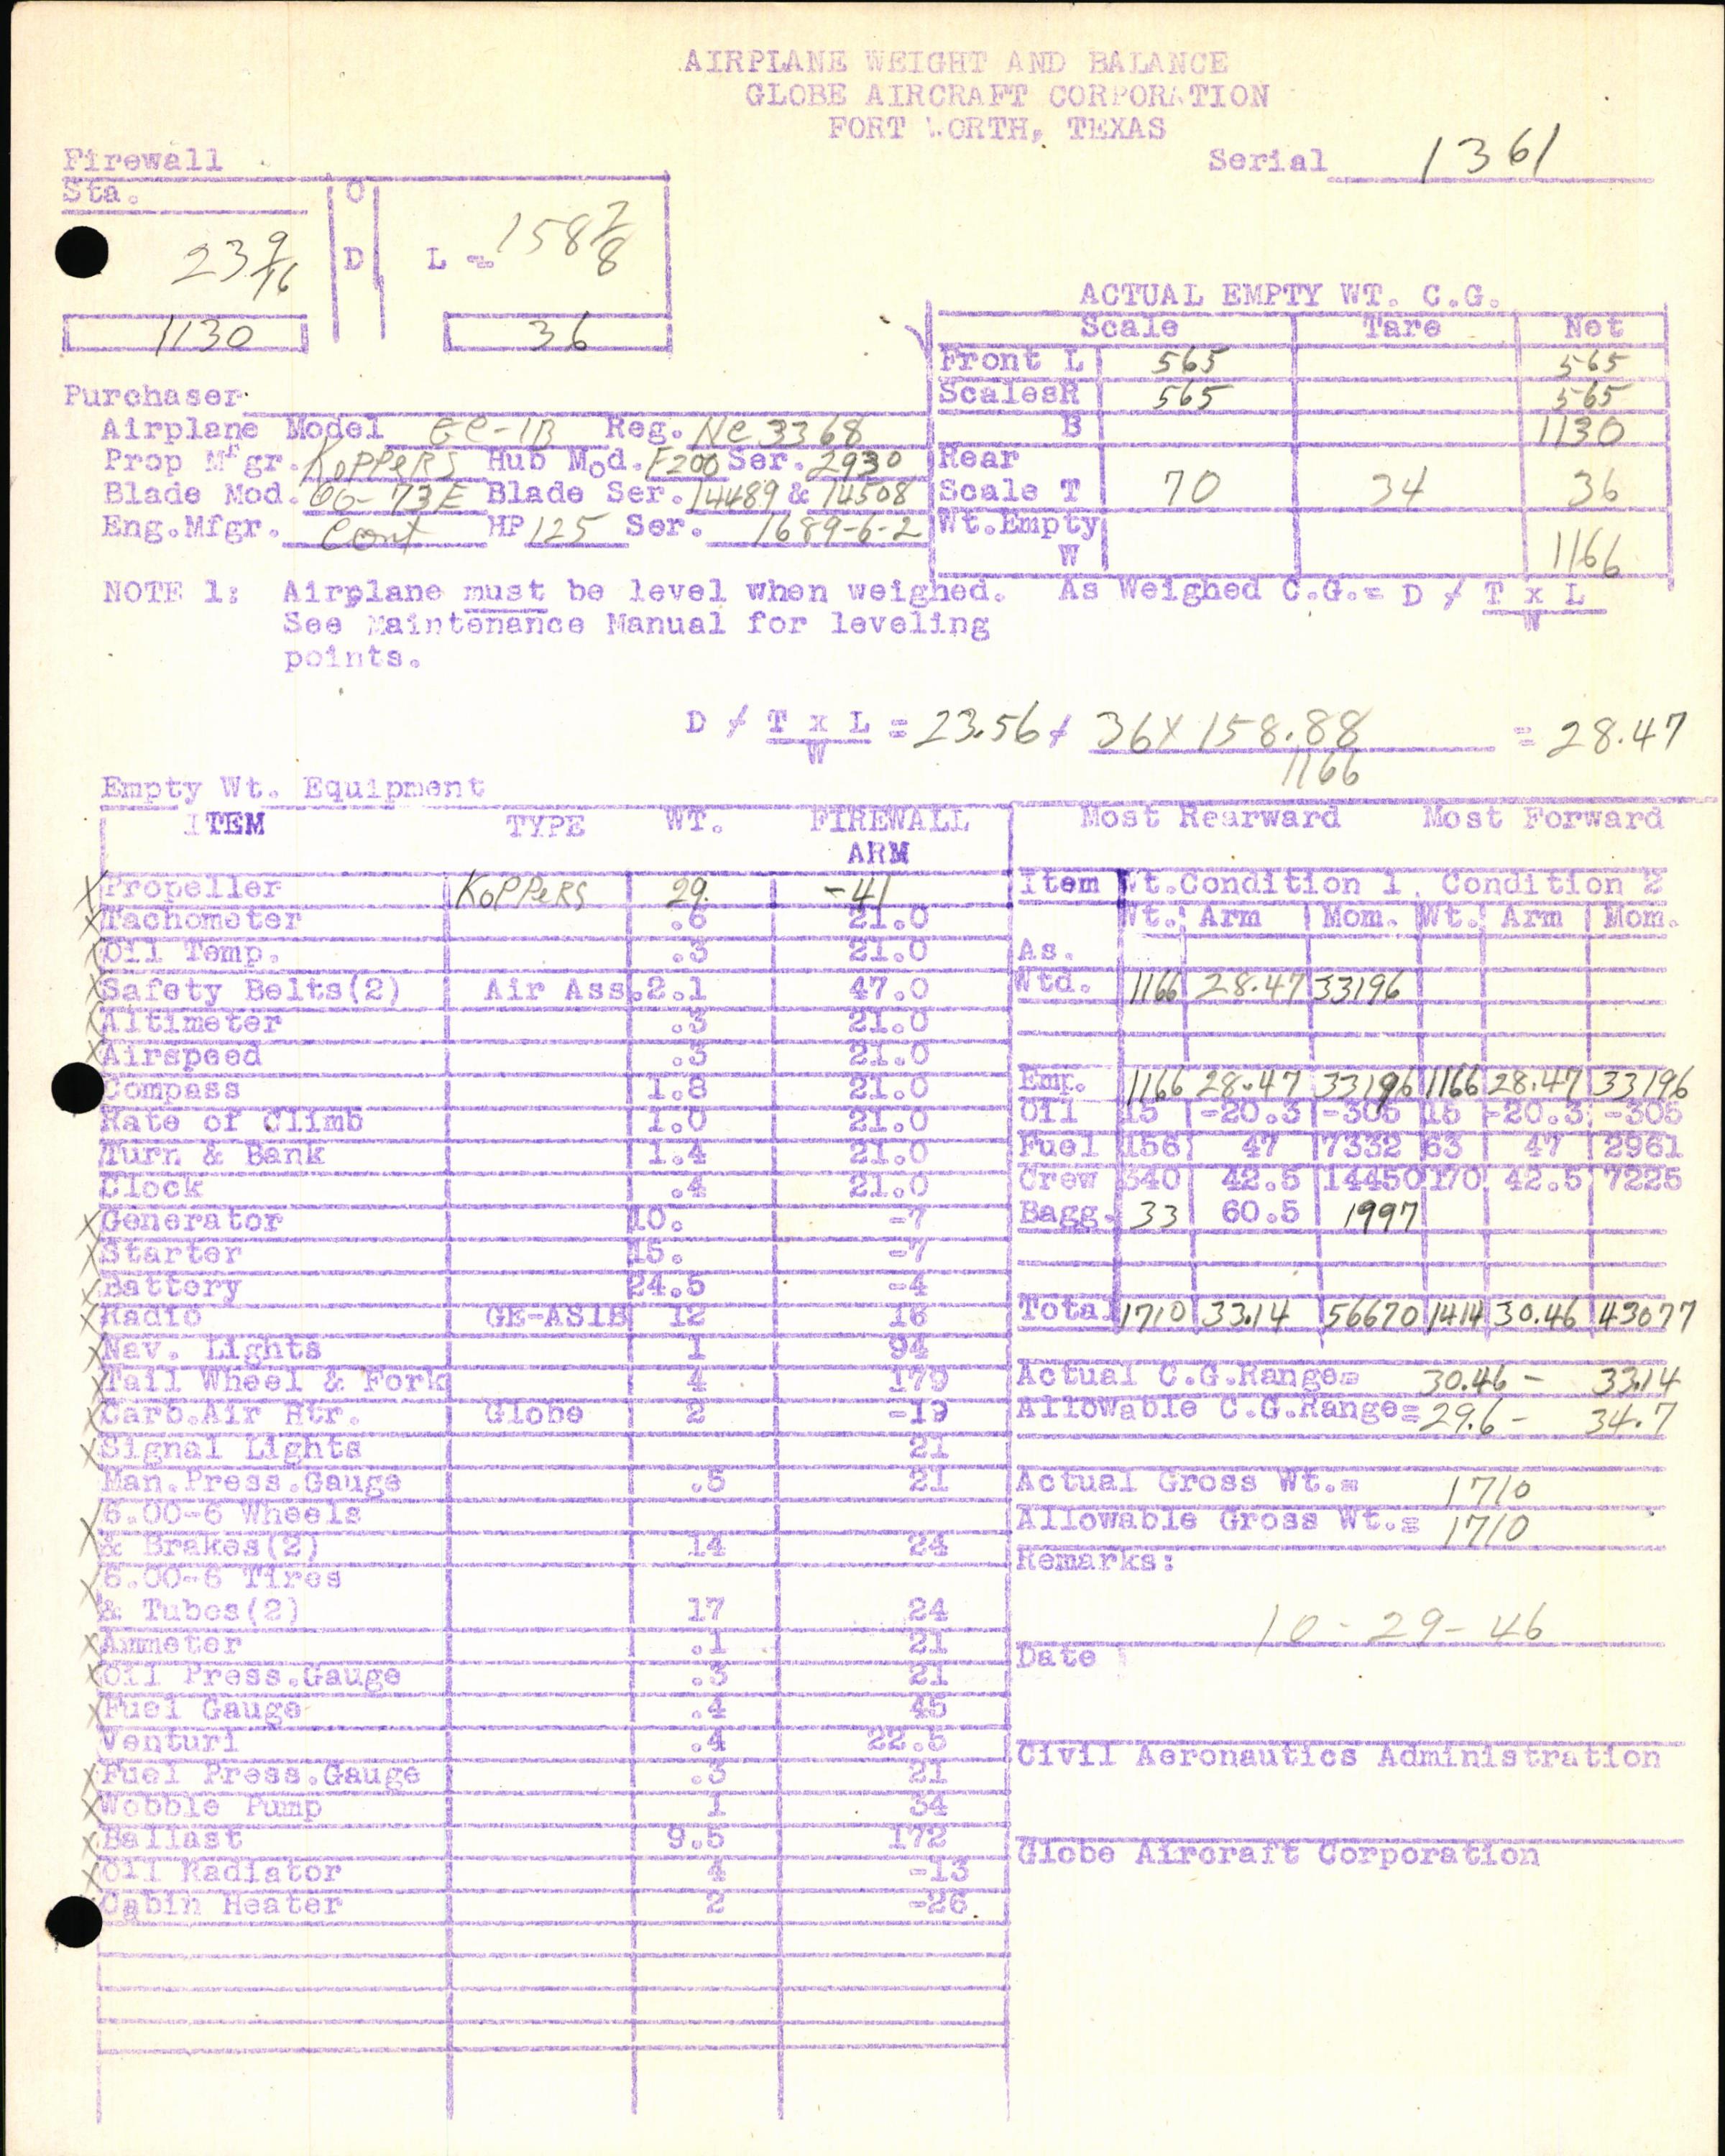 AIRPLANE WEIGHT AND BALANCE
GLOBE AIRCRAFT CORPORATION
FORT WORTH, TEXAS
Serial 1361
Firewall
Sta. O
23 9/16 D L = 158 7/8
1130 36
ACTUAL EMPTY WT. C.G.
Scale Tare Net
Front L 565 565
Scales R 565 565
B 1130
Rear
Scale T 70 34 36
Wt. Empty
W 1166
Purchaser
Airplane Model GC-1B Reg. NC 3368
Prop Mfgr. KOPPERS Hub Mod. F200 Ser. 2930
Blade Mod. 00-73E Blade Ser. 14489 & 14508
Eng.Mfgr. Cont HP 125 Ser. 1689-6-2
NOTE 1: Airplane must be level when weighed.
See Maintenance Manual for leveling
points.
As Weighed C.G.= D / T x L
W
D / T x L = 23.56 / 36 x 158.88 = 28.47
W 1166
Empty Wt. Equipment
ITEM TYPE WT. FIREWALL
ARM
X Propeller KOPPERS 29. -41
X Tachometer .6 21.0
X Oil Temp. .3 21.0
X Safety Belts(2) Air Ass. 2.1 47.0
X Altimeter .3 21.0
X Airspeed .3 21.0
X Compass 1.8 21.0
Rate of Climb 1.0 21.0
Turn & Bank 1.4 21.0
Clock .4 21.0
X Generator 10. -7
X Starter 15. -7
X Battery 24.5 -4
X Radio GE-AS1B 12 16
X Nav. Lights 1 94
X Tail Wheel & Fork 4 179
X Carb.Air Htr. Globe 2 -19
X Signal Lights 21
Man.Press.Gauge .5 21
6.00-6 Wheels
X & Brakes(2) 14 24
6.00-6 Tires
X & Tubes(2) 17 24
X Ammeter .1 21
X Oil Press.Gauge .3 21
X Fuel Gauge .4 45
Venturi .4 22.5
X Fuel Press.Gauge .3 21
X Wobble Pump 1 34
X Ballast 9.5 172
X Oil Radiator 4 -13
Cabin Heater 2 -26
Most Rearward Most Forward
Item Wt.Condition 1. Condition 2
Wt. Arm Mom. Wt. Arm Mom.
As.
Wtd. 1166 28.47 33196
Emp. 1166 28.47 33196 1166 28.47 33196
Oil 15 -20.3 -305 15 -20.3 -305
Fuel 156 47 7332 63 47 2961
Crew 340 42.5 14450 170 42.5 7225
Bagg. 33 60.5 1997
Total 1710 33.14 56670 1414 30.46 43077
Actual C.G.Range= 30.46 - 33.14
Allowable C.G.Range= 29.6 - 34.7
Actual Gross Wt.= 1710
Allowable Gross Wt.= 1710
Remarks:
10-29-46
Date
Civil Aeronautics Administration
Globe Aircraft Corporation